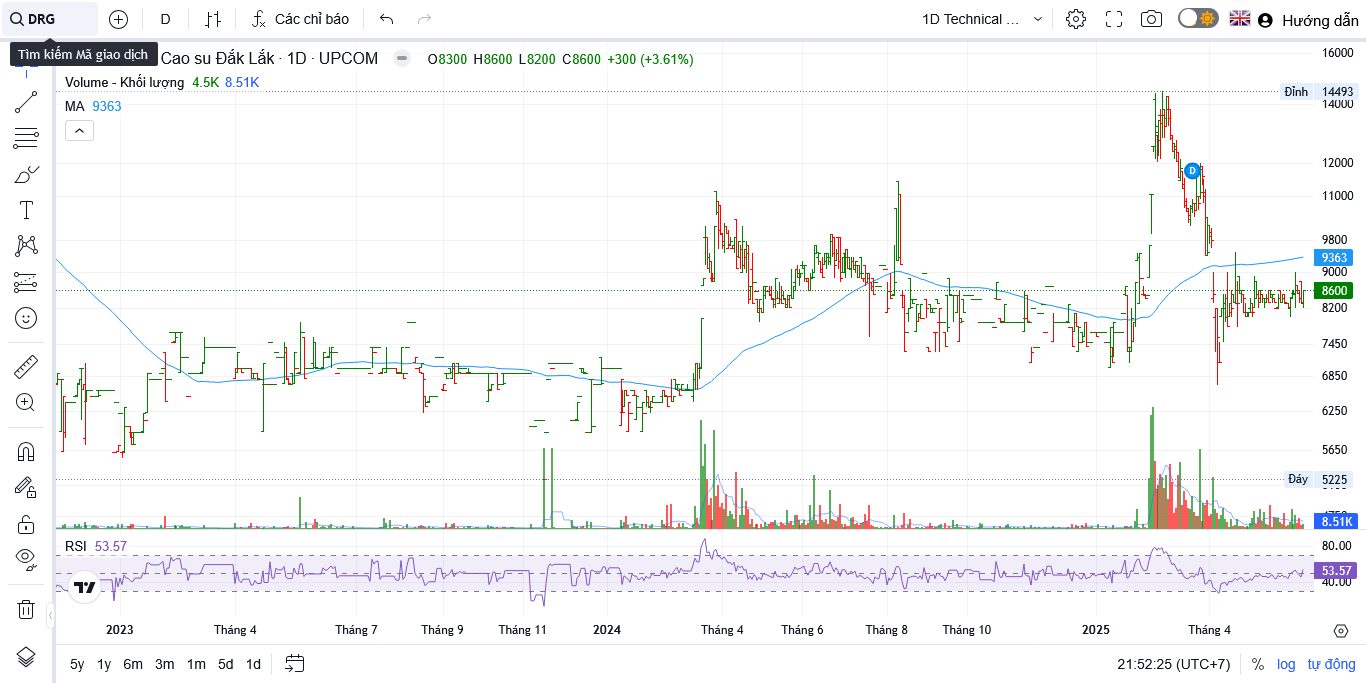 DRG
D
Các chỉ báo
1D Technical ...
Hướng dẫn
Tìm kiếm Mã giao dịch
Cao su Đắk Lắk · 1D · UPCOM
O8300 H8600 L8200 C8600 +300 (+3.61%)
Volume - Khối lượng 4.5K 8.51K
MA 9363
16000
Đỉnh 14493
14000
12000
D
11000
9800
9363
9000
8600
8200
7450
6850
6250
5650
Đáy 5225
8.51K
RSI 53.57
80.00
53.57
40.00
2023 Tháng 4 Tháng 7 Tháng 9 Tháng 11 2024 Tháng 4 Tháng 6 Tháng 8 Tháng 10 2025 Tháng 4
5y 1y 6m 3m 1m 5d 1d
21:52:25 (UTC+7) % log tự động